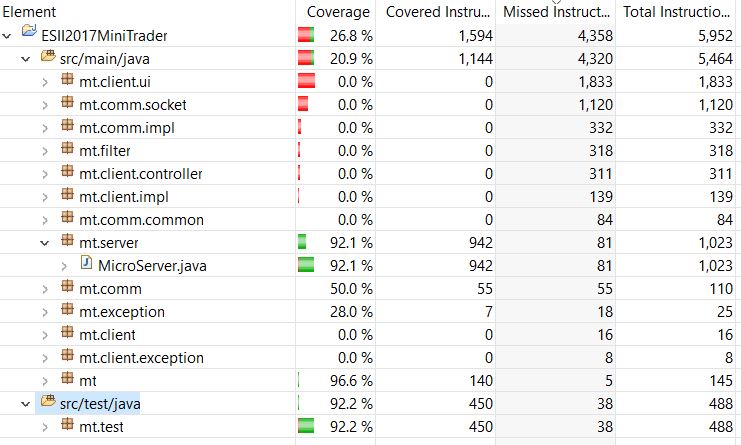 Element Coverage Covered Instru... Missed Instruct... Total Instructio...
ESII2017MiniTrader 26.8 % 1,594 4,358 5,952
src/main/java 20.9 % 1,144 4,320 5,464
mt.client.ui 0.0 % 0 1,833 1,833
mt.comm.socket 0.0 % 0 1,120 1,120
mt.comm.impl 0.0 % 0 332 332
mt.filter 0.0 % 0 318 318
mt.client.controller 0.0 % 0 311 311
mt.client.impl 0.0 % 0 139 139
mt.comm.common 0.0 % 0 84 84
mt.server 92.1 % 942 81 1,023
MicroServer.java 92.1 % 942 81 1,023
mt.comm 50.0 % 55 55 110
mt.exception 28.0 % 7 18 25
mt.client 0.0 % 0 16 16
mt.client.exception 0.0 % 0 8 8
mt 96.6 % 140 5 145
src/test/java 92.2 % 450 38 488
mt.test 92.2 % 450 38 488